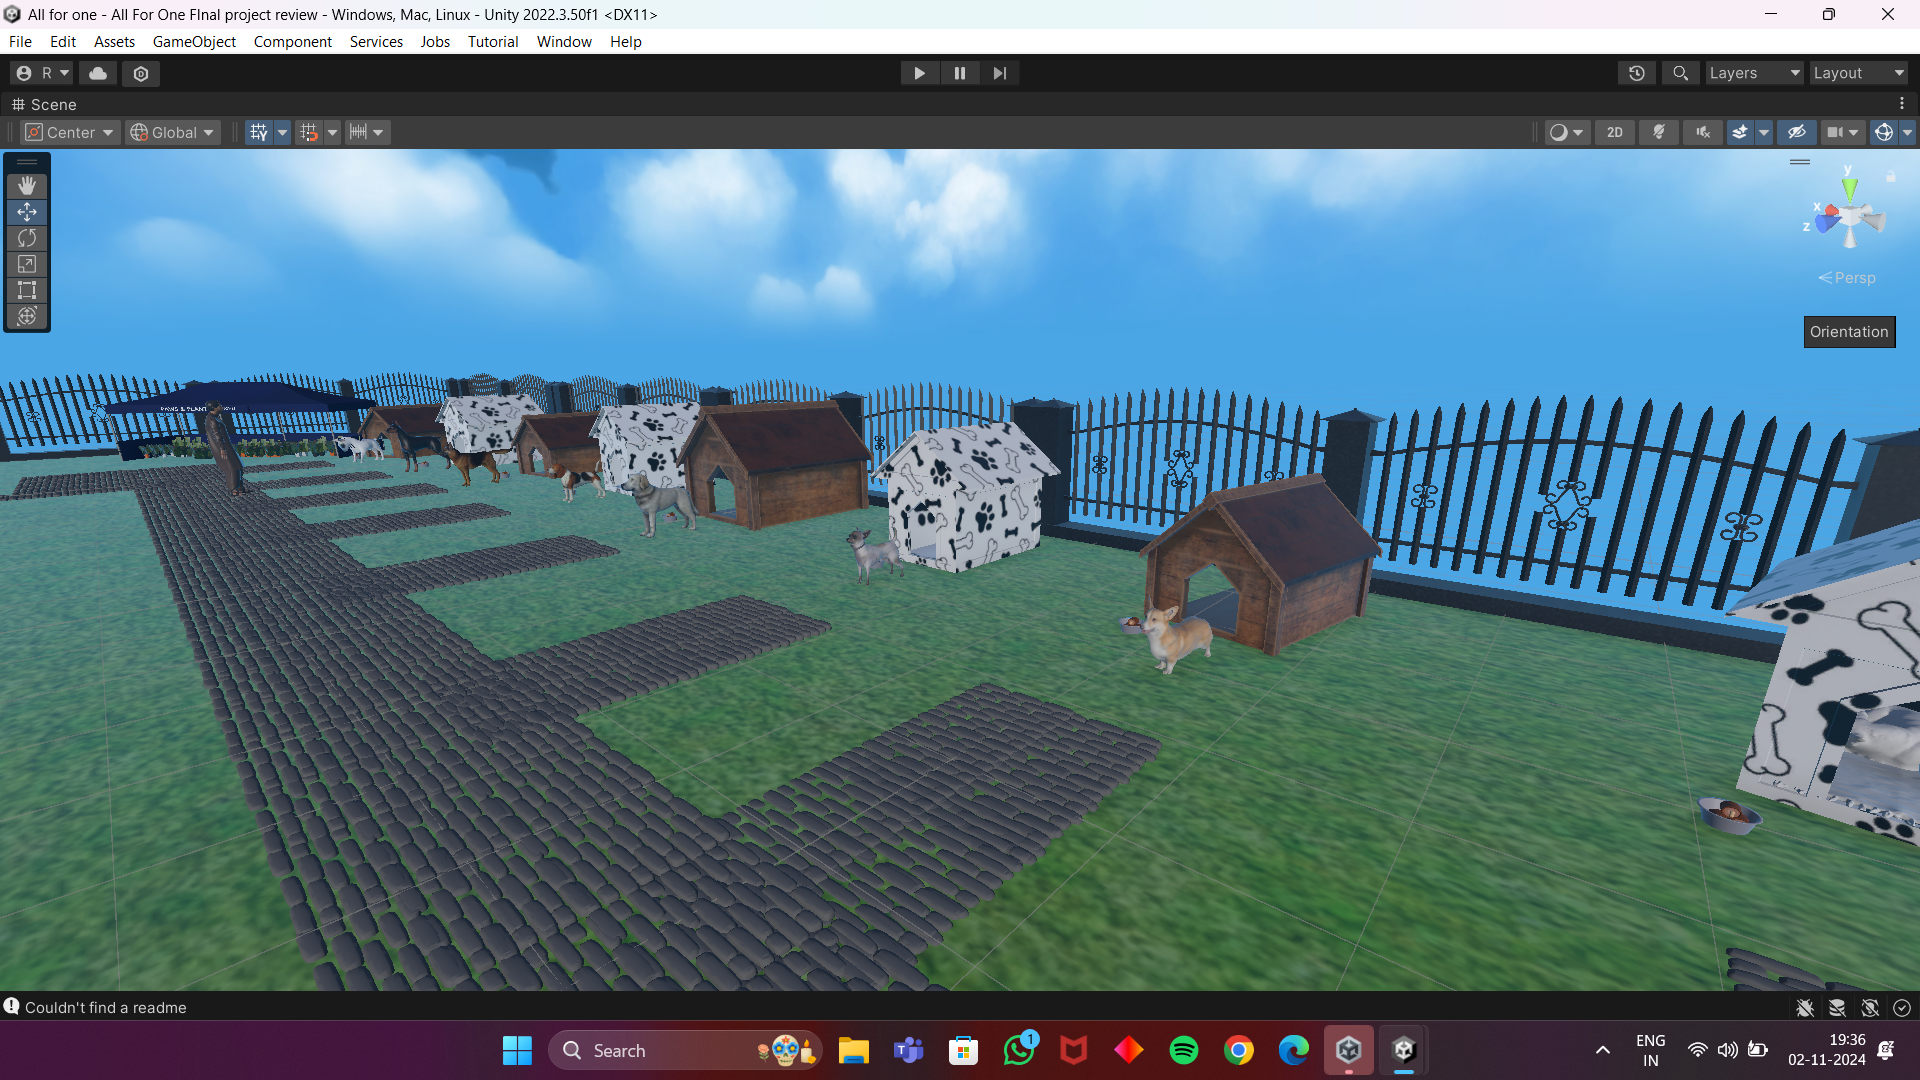 All for one - All For One FInal project review - Windows, Mac, Linux - Unity 2022.3.50f1 <DX11>
File Edit Assets GameObject Component Services Jobs Tutorial Window Help
R Layers Layout
Scene
Center Global 2D
y
x
z
Persp
Orientation
Couldn't find a readme
Search 1 ENG 19:36
IN 02-11-2024